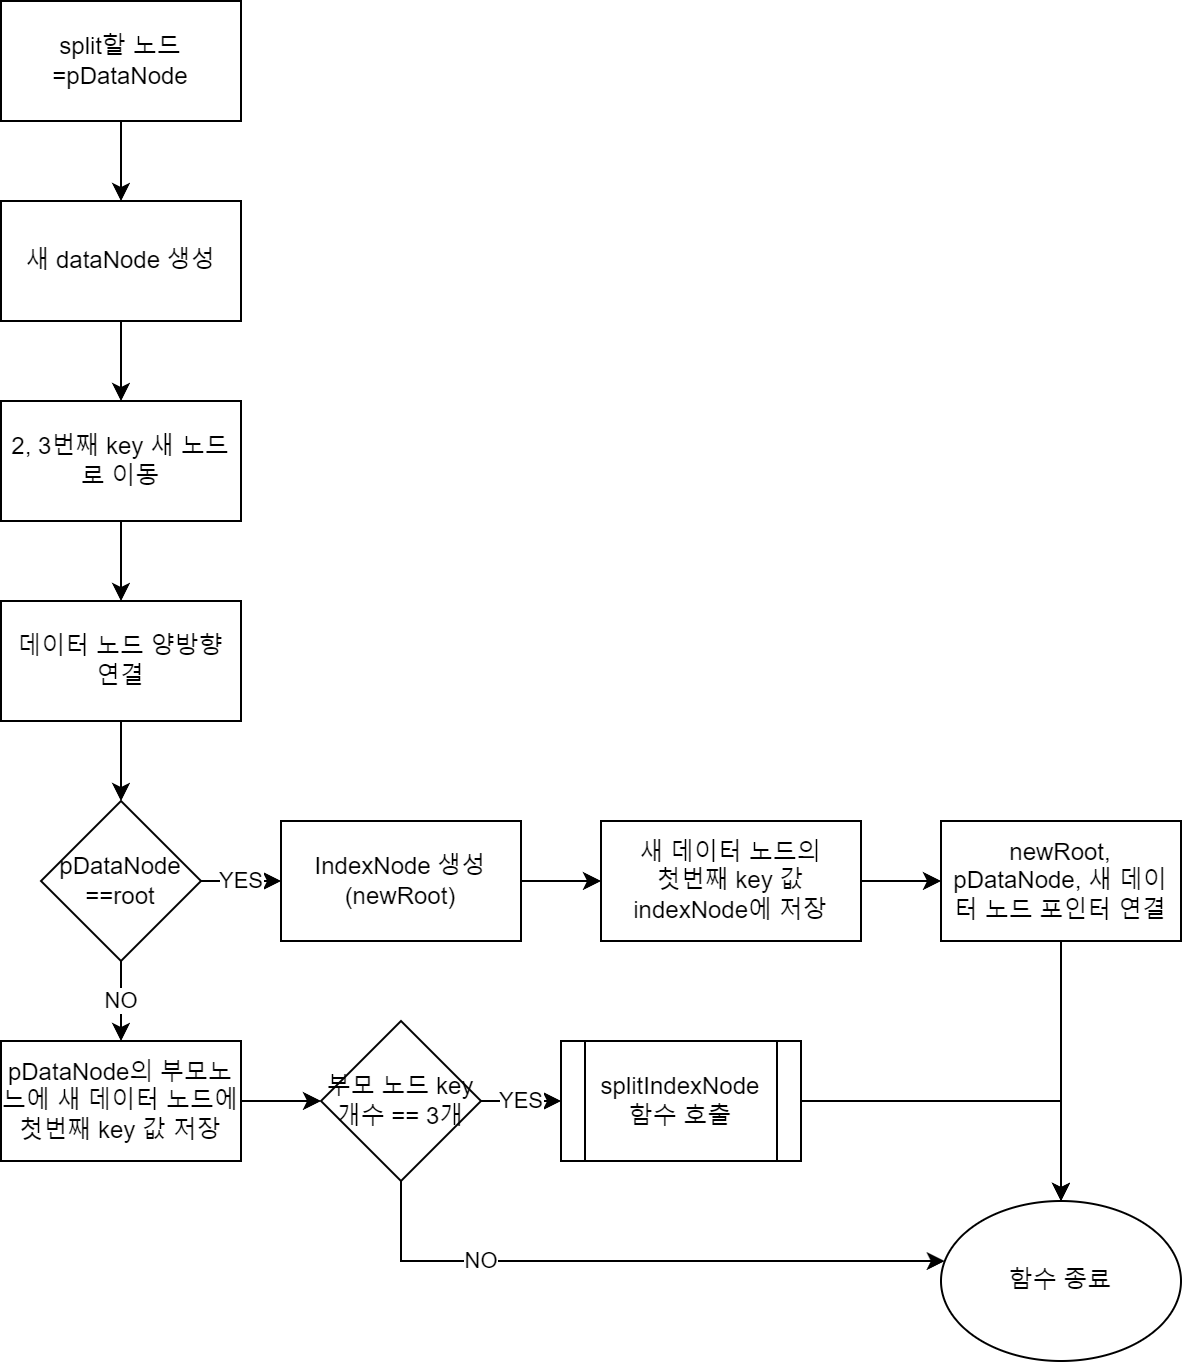 split할 노드
=pDataNode
새 dataNode 생성
2, 3번째 key 새 노드
로 이동
데이터 노드 양방향
연결
pDataNode
==root
YES
IndexNode 생성
(newRoot)
새 데이터 노드의
첫번째 key 값
indexNode에 저장
newRoot,
pDataNode, 새 데이
터 노드 포인터 연결
NO
pDataNode의 부모노
느에 새 데이터 노드에
첫번째 key 값 저장
부모 노드 key
개수 == 3개
YES
splitIndexNode
함수 호출
NO
함수 종료